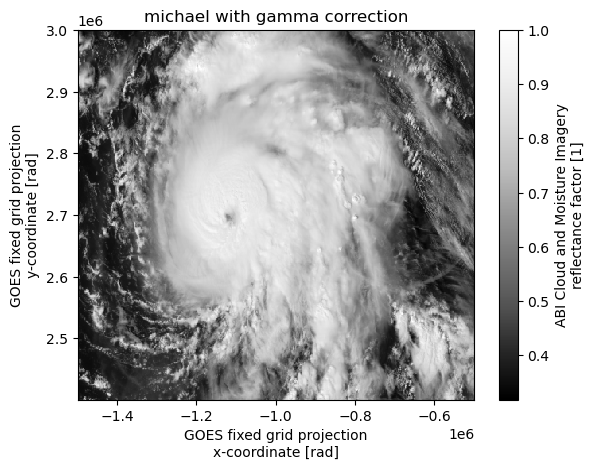 michael with gamma correction
1e6
3.0
2.9
2.8
2.7
2.6
2.5
GOES fixed grid projection
y-coordinate [rad]
−1.4
−1.2
−1.0
−0.8
−0.6
1e6
GOES fixed grid projection
x-coordinate [rad]
1.0
0.9
0.8
0.7
0.6
0.5
0.4
ABI Cloud and Moisture Imagery
reflectance factor [1]